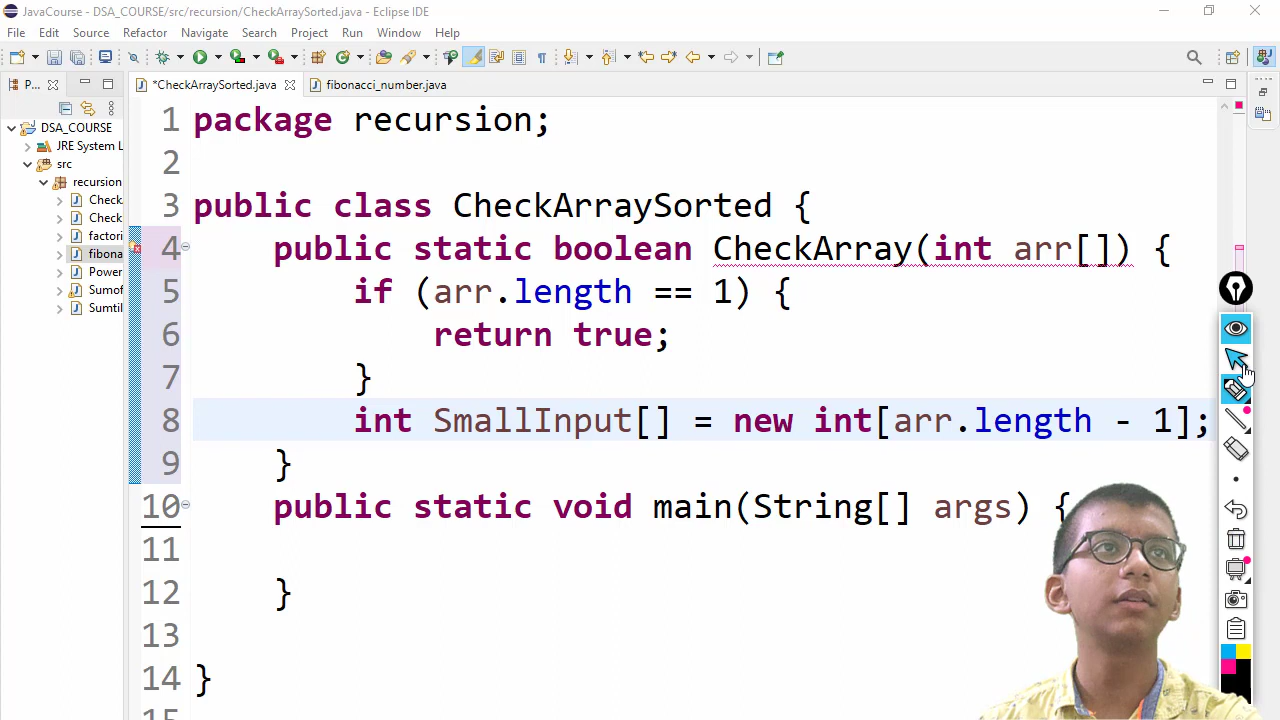 JavaCourse - DSA_COURSE/src/recursion/CheckArraySorted.java - Eclipse IDE
File Edit Source Refactor Navigate Search Project Run Window Help
P...
*CheckArraySorted.java
fibonacci_number.java
DSA_COURSE
JRE System L
src
recursion
Check
Check
factori
fibona
Power
Sumof
Sumtil
1 package recursion;
2
3 public class CheckArraySorted {
4 public static boolean CheckArray(int arr[]) {
5 if (arr.length == 1) {
6 return true;
7 }
8 int SmallInput[] = new int[arr.length - 1];
9 }
10 public static void main(String[] args) {
11
12 }
13
14 }
15